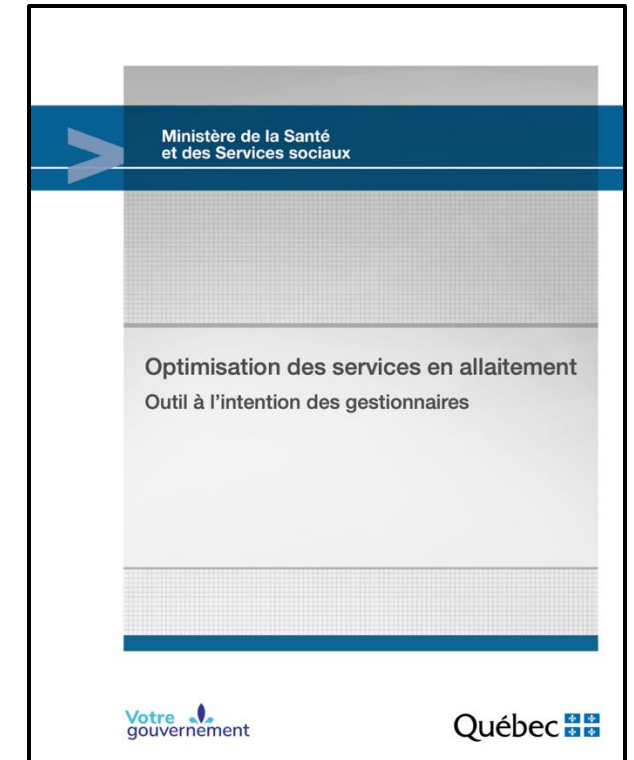 Ministère de la Santé
et des Services sociaux
Optimisation des services en allaitement
Outil à l'intention des gestionnaires
Votre
gouvernement
Québec